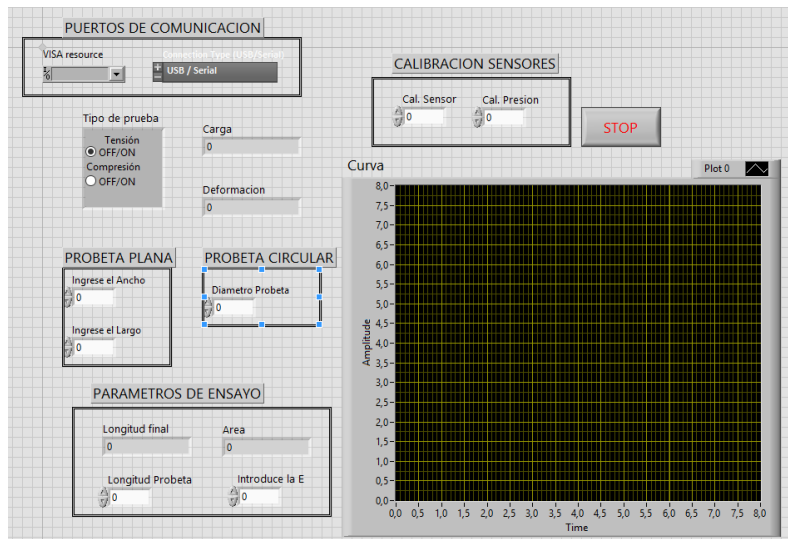 PUERTOS DE COMUNICACION
VISA resource
Connection Type (USB/Serial)
USB / Serial
CALIBRACION SENSORES
Cal. Sensor
Cal. Presion
0
0
STOP
Tipo de prueba
Tensión
OFF/ON
Compresión
OFF/ON
Carga
0
Deformacion
0
PROBETA PLANA
Ingrese el Ancho
0
Ingrese el Largo
0
PROBETA CIRCULAR
Diametro Probeta
0
PARAMETROS DE ENSAYO
Longitud final
Area
0
0
Longitud Probeta
Introduce la E
0
0
Curva
Plot 0
8,0
7,5
7,0
6,5
6,0
5,5
5,0
4,5
4,0
3,5
3,0
2,5
2,0
1,5
1,0
0,5
0,0
Amplitude
0,0 0,5 1,0 1,5 2,0 2,5 3,0 3,5 4,0 4,5 5,0 5,5 6,0 6,5 7,0 7,5 8,0
Time